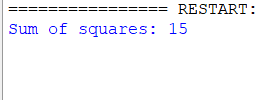 ================ RESTART:
Sum of squares: 15